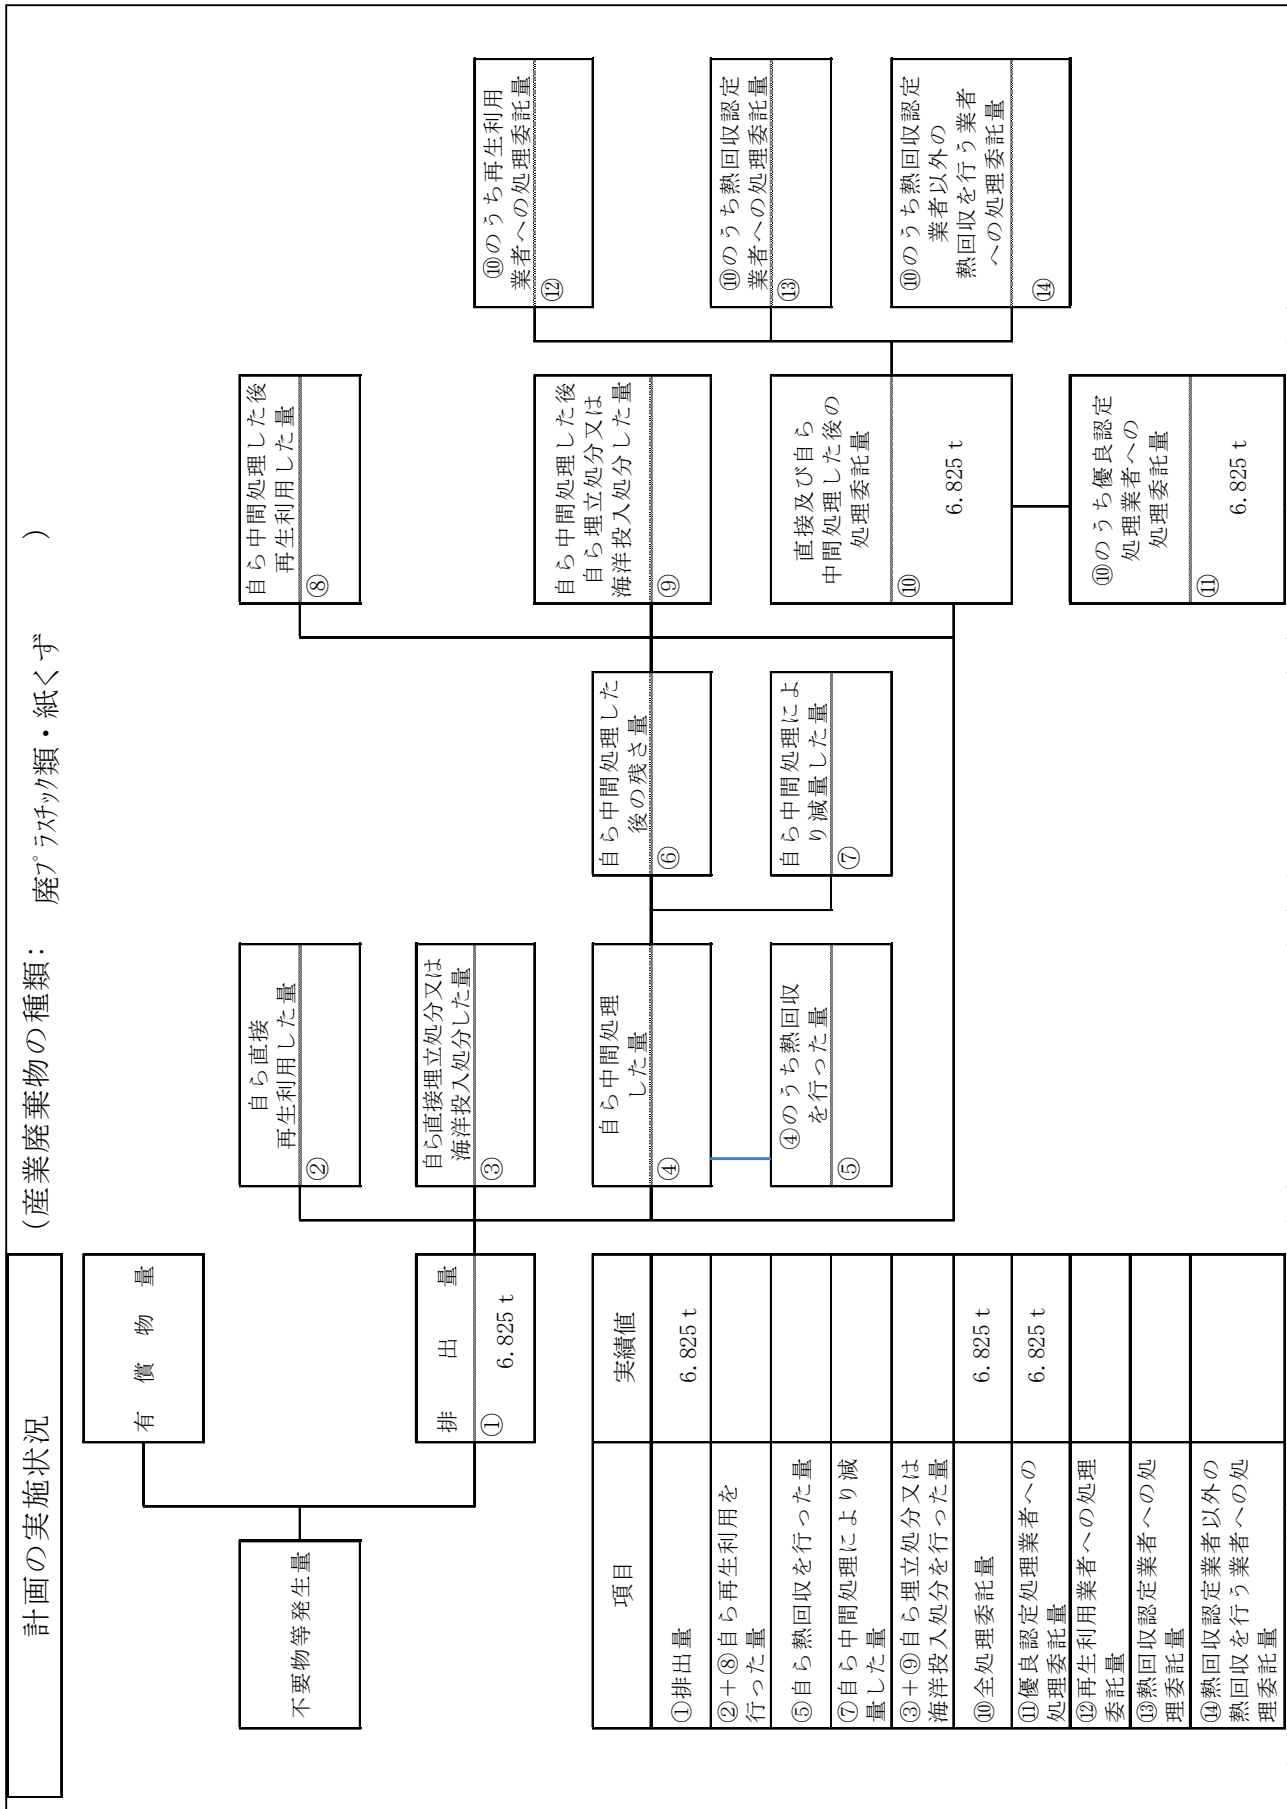 計画の実施状況
（産業廃棄物の種類： 廃プラスチック類・紙くず ）
不要物等発生量
有償物量
排出量
①
6.825ｔ
自ら直接
再生利用した量
②
自ら直接埋立処分又は
海洋投入処分した量
③
自ら中間処理
した量
④
④のうち熱回収
を行った量
⑤
自ら中間処理した
後の残さ量
⑥
自ら中間処理によ
り減量した量
⑦
自ら中間処理した後
再生利用した量
⑧
自ら中間処理した後
自ら埋立処分又は
海洋投入処分した量
⑨
直接及び自ら
中間処理した後の
処理委託量
⑩
6.825ｔ
⑩のうち優良認定
処理業者への
処理委託量
⑪
6.825ｔ
⑩のうち再生利用
業者への処理委託量
⑫
⑩のうち熱回収認定
業者への処理委託量
⑬
⑩のうち熱回収認定
業者以外の
熱回収を行う業者
への処理委託量
⑭
項目 実績値
①排出量 6.825ｔ
②＋⑧自ら再生利用を
行った量
⑤自ら熱回収を行った量
⑦自ら中間処理により減
量した量
③＋⑨自ら埋立処分又は
海洋投入処分を行った量
⑩全処理委託量 6.825ｔ
⑪優良認定処理業者への
処理委託量 6.825ｔ
⑫再生利用業者への処理
委託量
⑬熱回収認定業者への処
理委託量
⑭熱回収認定業者以外の
熱回収を行う業者への処
理委託量